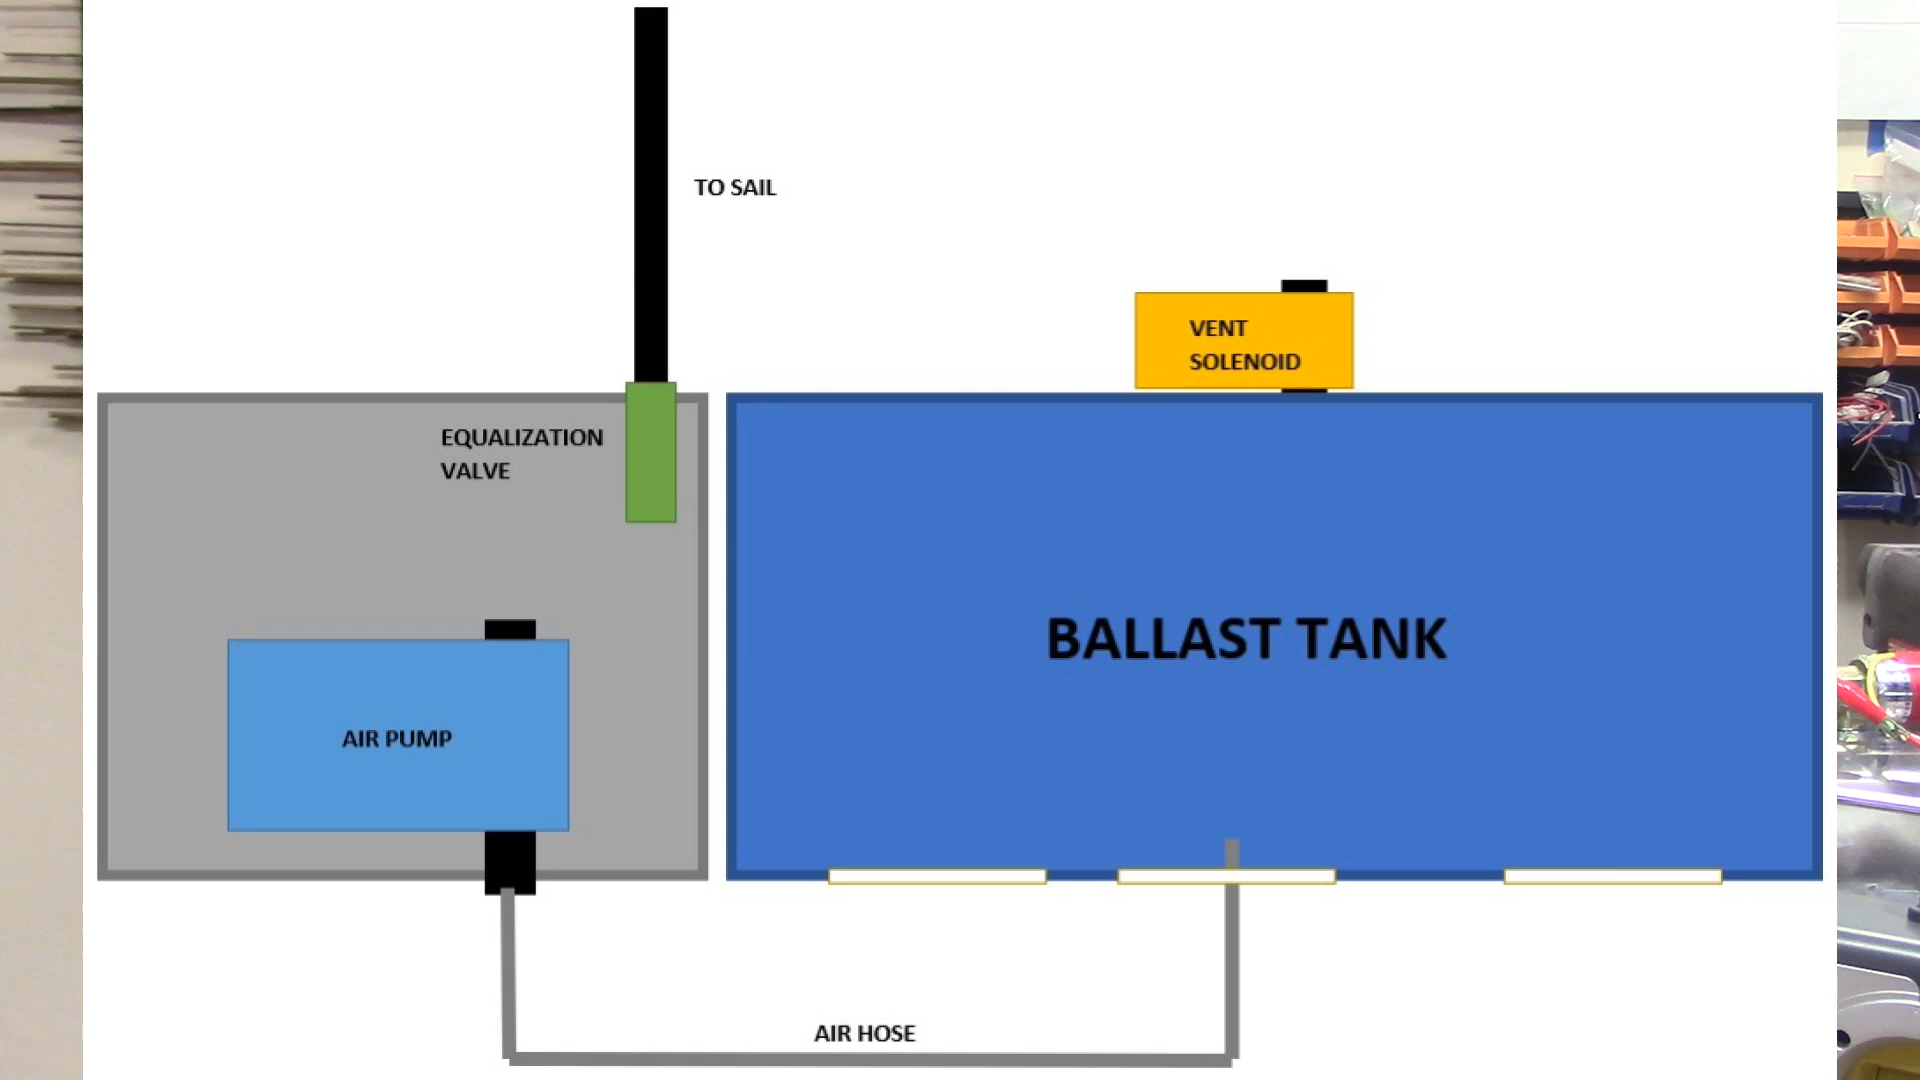 TO SAIL
VENT
SOLENOID
EQUALIZATION
VALVE
BALLAST TANK
AIR PUMP
AIR HOSE